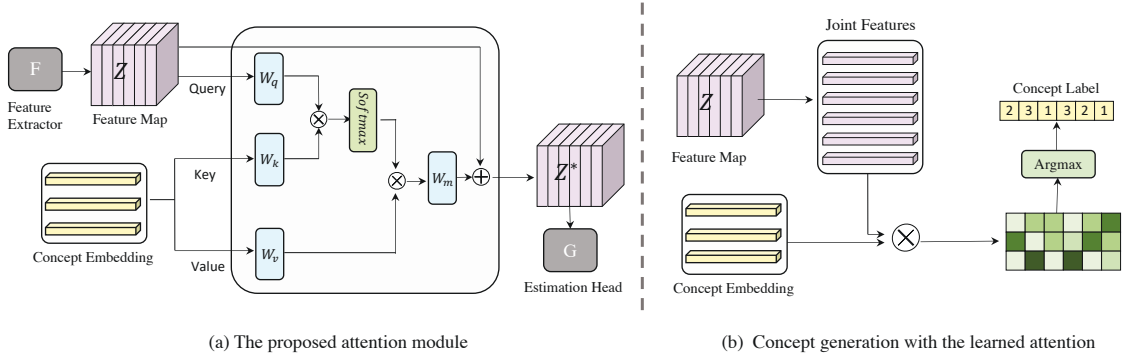 F
Feature
Extractor
Z
Feature Map
Query
W_q
Softmax
Key
W_k
W_m
Z*
Concept Embedding
Value
W_v
G
Estimation Head
(a) The proposed attention module
Joint Features
Z
Feature Map
Concept Label
2 3 1 3 2 1
Argmax
Concept Embedding
(b) Concept generation with the learned attention